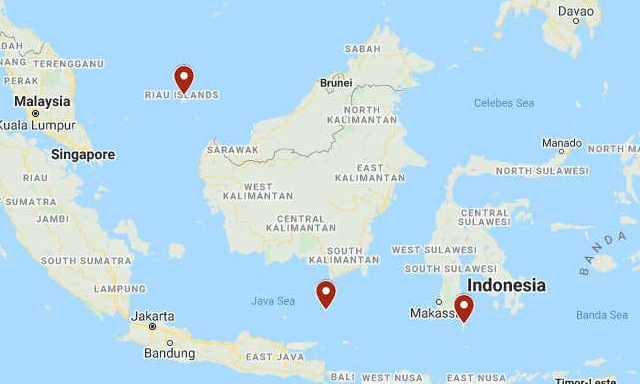 Davao
SABAH
DAH
NANG
TERENGGANU
PERAK
Brunei
RIAU ISLANDS
Malaysia
Celebes Sea
NORTH
KALIMANTAN
Kuala Lumpur
Manado
Singapore
SARAWAK
NORTH MA
NORTH SULAWESI
RIAU
EAST
KALIMANTAN
WEST
KALIMANTAN
SUMATRA
JAMBI
CENTRAL
SULAWESI
CENTRAL
KALIMANTAN
BANDA
WEST SULAWESI
SOUTH
KALIMANTAN
SOUTH SUMATRA
SOUTH SULAWESI
Indonesia
LAMPUNG
Java Sea
Makassa
Banda Sea
Jakarta
Bandung
EAST JAVA
BALI
WEST NUSA
EAST NUSA
Timor-Leste